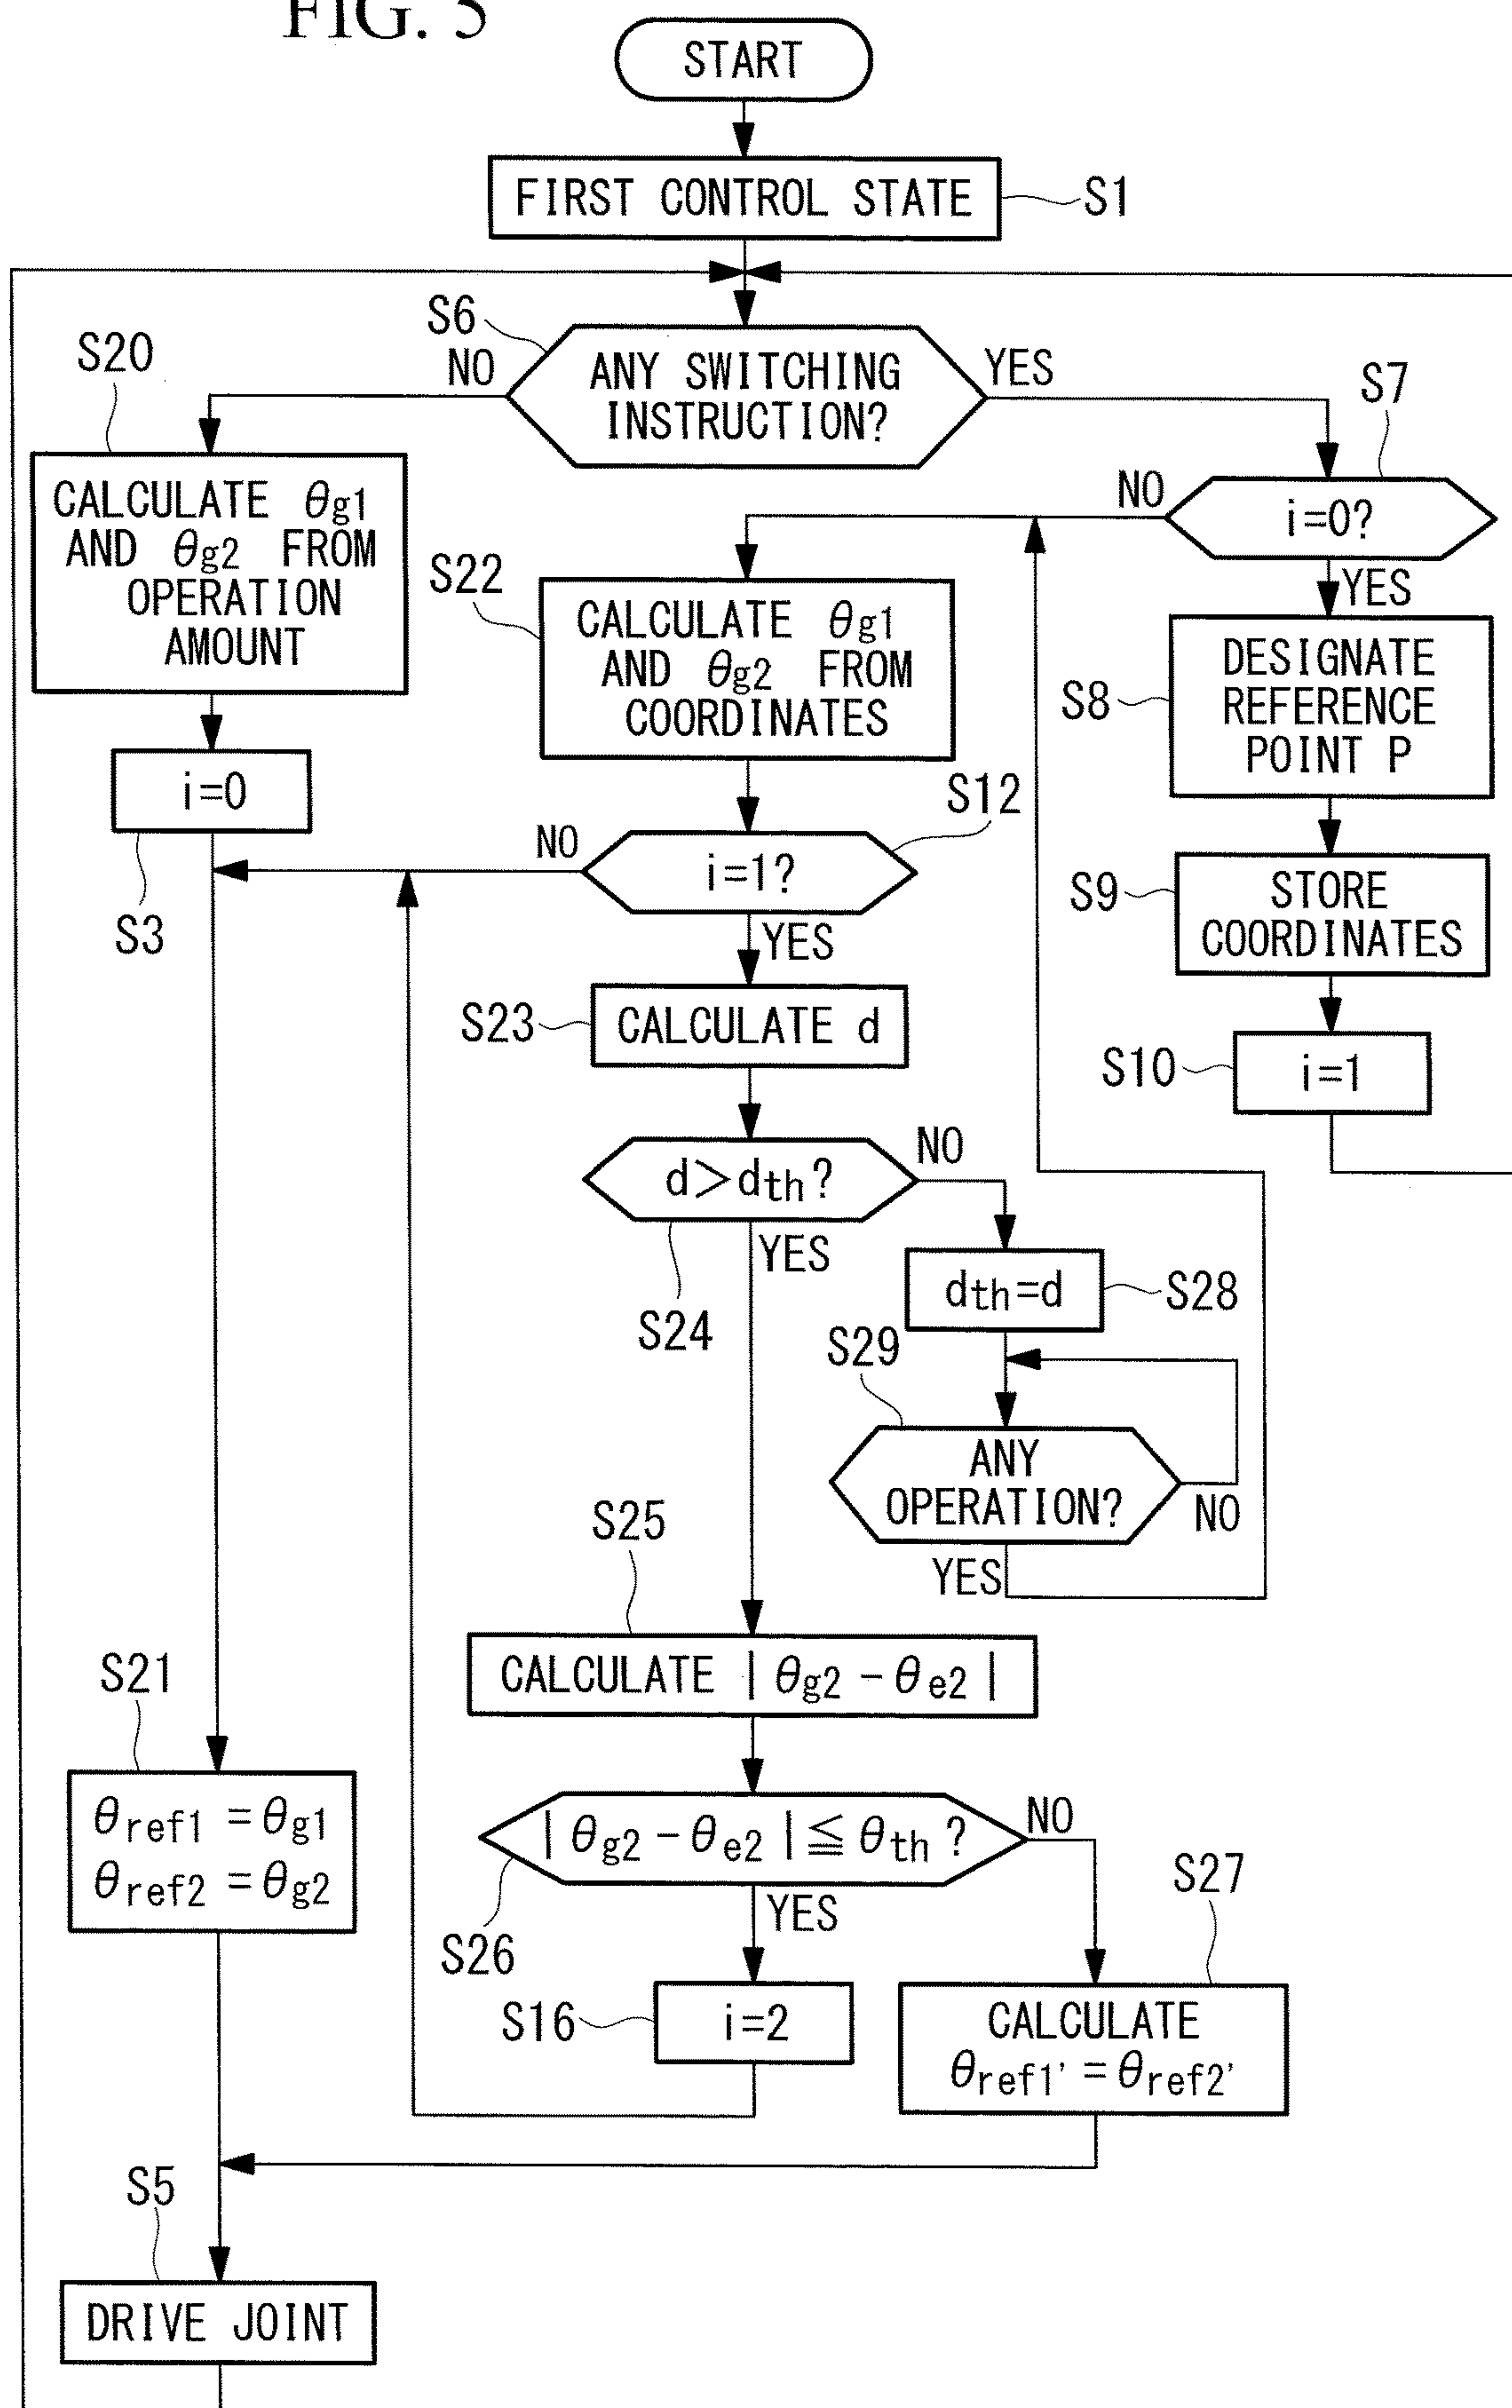 FIG. 5
START
FIRST CONTROL STATE
S1
S6
NO
ANY SWITCHING
INSTRUCTION?
YES
S20
CALCULATE θg1
AND θg2 FROM
OPERATION
AMOUNT
i=0
S3
S7
i=0?
NO
YES
S8
DESIGNATE
REFERENCE
POINT P
S9
STORE
COORDINATES
S10
i=1
S22
CALCULATE θg1
AND θg2 FROM
COORDINATES
S12
NO
i=1?
YES
S23
CALCULATE d
d>dth?
NO
YES
S24
dth=d
S28
S29
ANY
OPERATION?
NO
YES
S25
CALCULATE |θg2-θe2|
|θg2-θe2|≦θth?
NO
YES
S26
S16
i=2
S27
CALCULATE
θref1'=θref2'
S21
θref1=θg1
θref2=θg2
S5
DRIVE JOINT